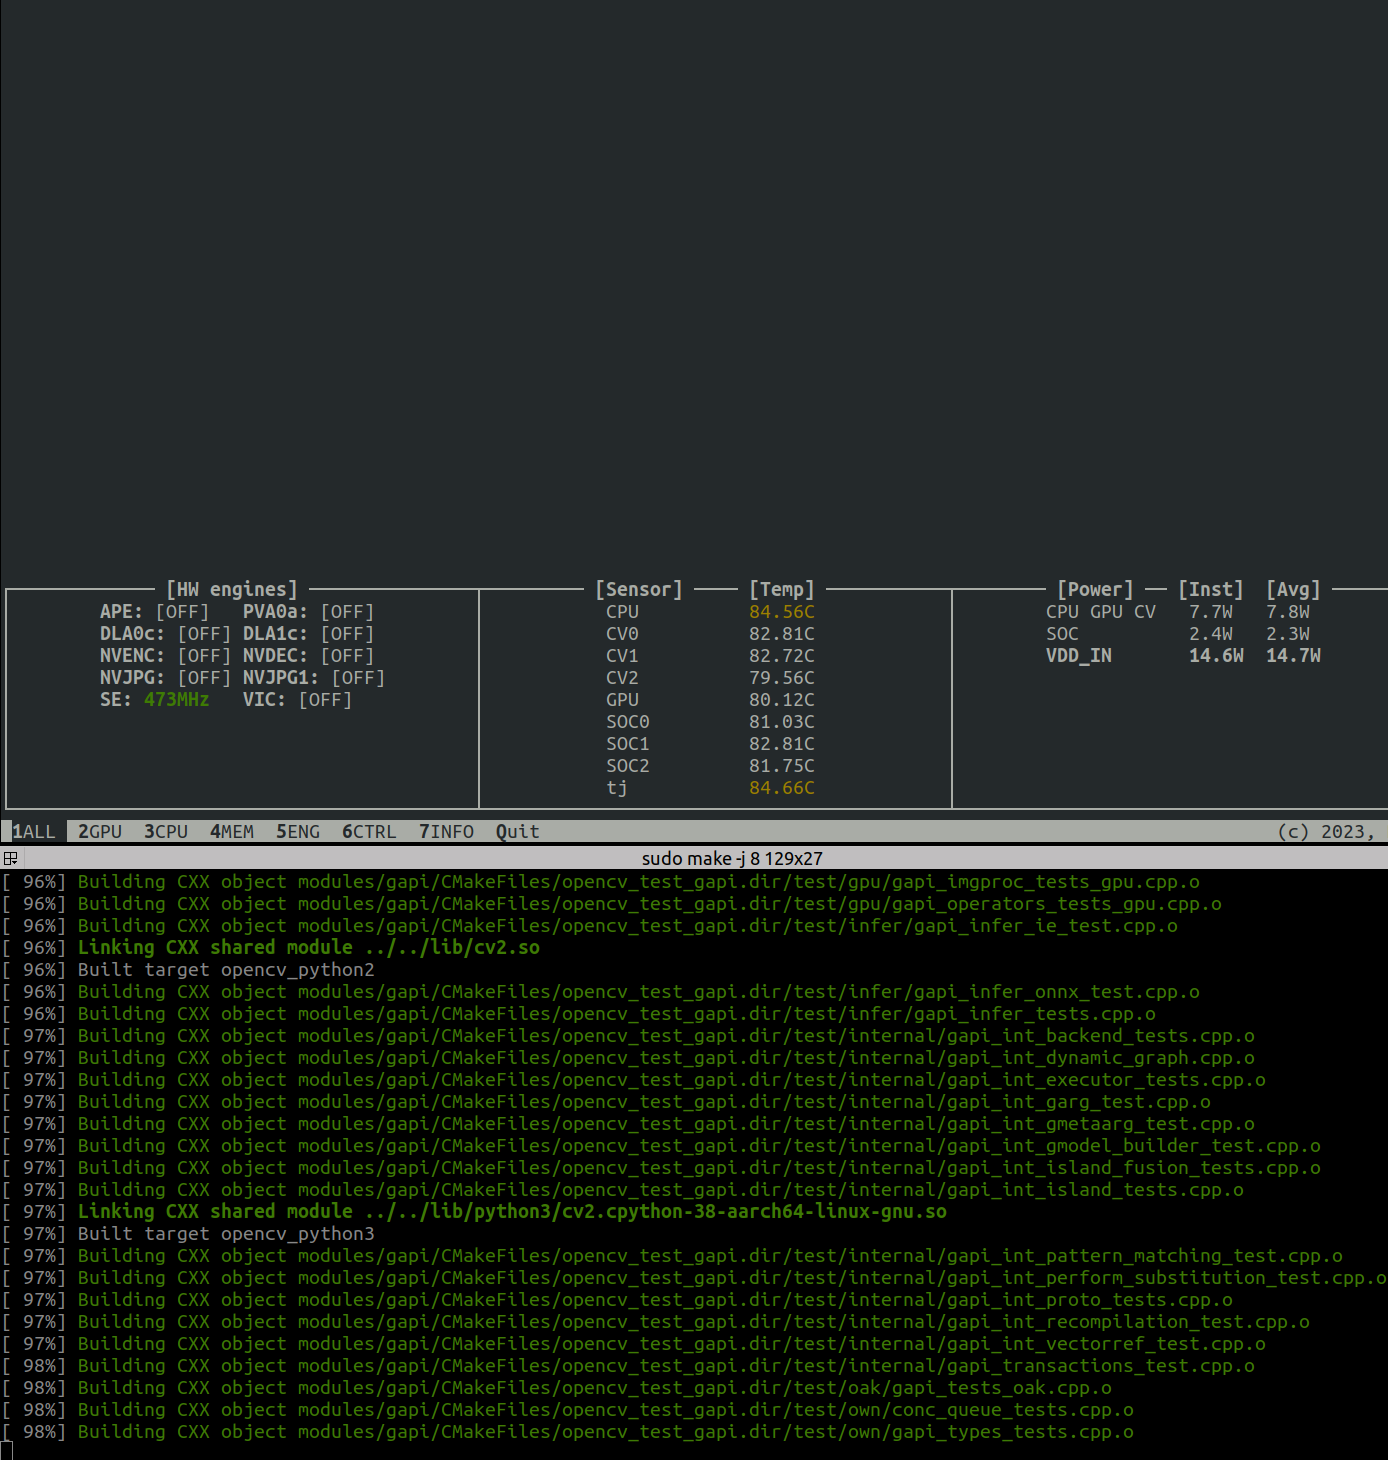 [HW engines] [Sensor] [Temp] [Power] [Inst] [Avg]
APE: [OFF] PVA0a: [OFF] CPU 84.56C CPU GPU CV 7.7W 7.8W
DLA0c: [OFF] DLA1c: [OFF] CV0 82.81C SOC 2.4W 2.3W
NVENC: [OFF] NVDEC: [OFF] CV1 82.72C VDD_IN 14.6W 14.7W
NVJPG: [OFF] NVJPG1: [OFF] CV2 79.56C
SE: 473MHz VIC: [OFF] GPU 80.12C
SOC0 81.03C
SOC1 82.81C
SOC2 81.75C
tj 84.66C
1ALL 2GPU 3CPU 4MEM 5ENG 6CTRL 7INFO Quit (c) 2023,
sudo make -j 8 129x27
[ 96%] Building CXX object modules/gapi/CMakeFiles/opencv_test_gapi.dir/test/gpu/gapi_imgproc_tests_gpu.cpp.o
[ 96%] Building CXX object modules/gapi/CMakeFiles/opencv_test_gapi.dir/test/gpu/gapi_operators_tests_gpu.cpp.o
[ 96%] Building CXX object modules/gapi/CMakeFiles/opencv_test_gapi.dir/test/infer/gapi_infer_ie_test.cpp.o
[ 96%] Linking CXX shared module ../../lib/cv2.so
[ 96%] Built target opencv_python2
[ 96%] Building CXX object modules/gapi/CMakeFiles/opencv_test_gapi.dir/test/infer/gapi_infer_onnx_test.cpp.o
[ 96%] Building CXX object modules/gapi/CMakeFiles/opencv_test_gapi.dir/test/infer/gapi_infer_tests.cpp.o
[ 97%] Building CXX object modules/gapi/CMakeFiles/opencv_test_gapi.dir/test/internal/gapi_int_backend_tests.cpp.o
[ 97%] Building CXX object modules/gapi/CMakeFiles/opencv_test_gapi.dir/test/internal/gapi_int_dynamic_graph.cpp.o
[ 97%] Building CXX object modules/gapi/CMakeFiles/opencv_test_gapi.dir/test/internal/gapi_int_executor_tests.cpp.o
[ 97%] Building CXX object modules/gapi/CMakeFiles/opencv_test_gapi.dir/test/internal/gapi_int_garg_test.cpp.o
[ 97%] Building CXX object modules/gapi/CMakeFiles/opencv_test_gapi.dir/test/internal/gapi_int_gmetaarg_test.cpp.o
[ 97%] Building CXX object modules/gapi/CMakeFiles/opencv_test_gapi.dir/test/internal/gapi_int_gmodel_builder_test.cpp.o
[ 97%] Building CXX object modules/gapi/CMakeFiles/opencv_test_gapi.dir/test/internal/gapi_int_island_fusion_tests.cpp.o
[ 97%] Building CXX object modules/gapi/CMakeFiles/opencv_test_gapi.dir/test/internal/gapi_int_island_tests.cpp.o
[ 97%] Linking CXX shared module ../../lib/python3/cv2.cpython-38-aarch64-linux-gnu.so
[ 97%] Built target opencv_python3
[ 97%] Building CXX object modules/gapi/CMakeFiles/opencv_test_gapi.dir/test/internal/gapi_int_pattern_matching_test.cpp.o
[ 97%] Building CXX object modules/gapi/CMakeFiles/opencv_test_gapi.dir/test/internal/gapi_int_perform_substitution_test.cpp.o
[ 97%] Building CXX object modules/gapi/CMakeFiles/opencv_test_gapi.dir/test/internal/gapi_int_proto_tests.cpp.o
[ 97%] Building CXX object modules/gapi/CMakeFiles/opencv_test_gapi.dir/test/internal/gapi_int_recompilation_test.cpp.o
[ 97%] Building CXX object modules/gapi/CMakeFiles/opencv_test_gapi.dir/test/internal/gapi_int_vectorref_test.cpp.o
[ 98%] Building CXX object modules/gapi/CMakeFiles/opencv_test_gapi.dir/test/internal/gapi_transactions_test.cpp.o
[ 98%] Building CXX object modules/gapi/CMakeFiles/opencv_test_gapi.dir/test/oak/gapi_tests_oak.cpp.o
[ 98%] Building CXX object modules/gapi/CMakeFiles/opencv_test_gapi.dir/test/own/conc_queue_tests.cpp.o
[ 98%] Building CXX object modules/gapi/CMakeFiles/opencv_test_gapi.dir/test/own/gapi_types_tests.cpp.o